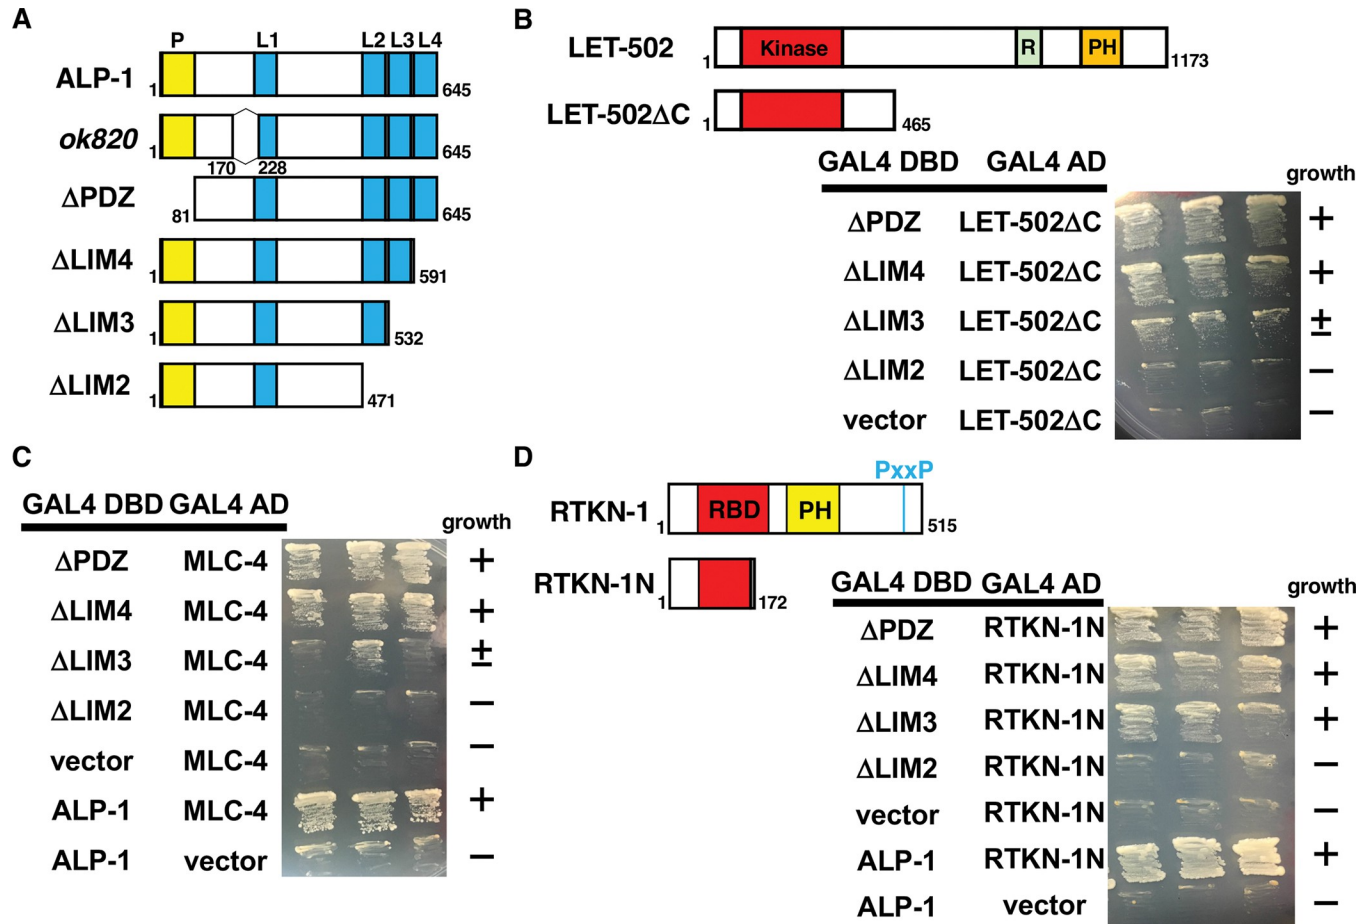 A
P L1 L2 L3 L4
ALP-1 1 645
ok820 1 170 228 645
ΔPDZ 81 645
ΔLIM4 1 591
ΔLIM3 1 532
ΔLIM2 1 471
B
LET-502 1 Kinase R PH 1173
LET-502ΔC 1 465
GAL4 DBD GAL4 AD growth
ΔPDZ LET-502ΔC +
ΔLIM4 LET-502ΔC +
ΔLIM3 LET-502ΔC ±
ΔLIM2 LET-502ΔC −
vector LET-502ΔC −
C
GAL4 DBD GAL4 AD growth
ΔPDZ MLC-4 +
ΔLIM4 MLC-4 +
ΔLIM3 MLC-4 ±
ΔLIM2 MLC-4 −
vector MLC-4 −
ALP-1 MLC-4 +
ALP-1 vector −
D
PxxP
RTKN-1 1 RBD PH 515
RTKN-1N 1 172
GAL4 DBD GAL4 AD growth
ΔPDZ RTKN-1N +
ΔLIM4 RTKN-1N +
ΔLIM3 RTKN-1N +
ΔLIM2 RTKN-1N −
vector RTKN-1N −
ALP-1 RTKN-1N +
ALP-1 vector −